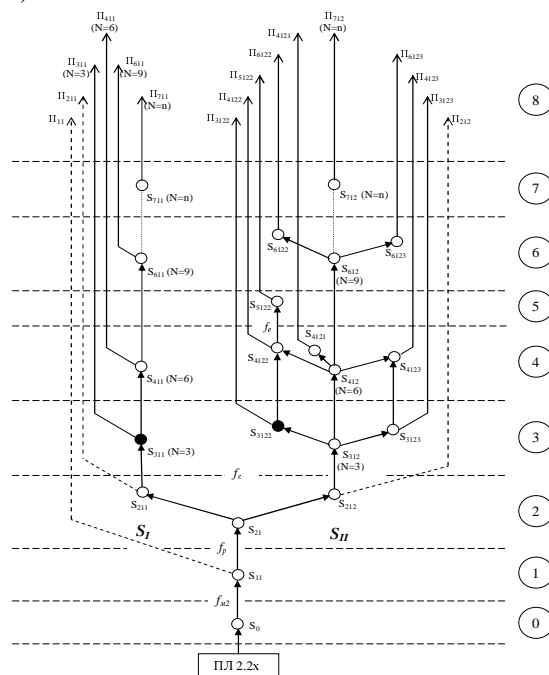 )
П411
(N=6)
П712
(N=n)
П4121
П6122
П6123
П311
(N=3)
П611
(N=9)
П5122
П4123
П211
П711
(N=n)
П4122
П3123
П11
П3122
П212
8
S711 (N=n)
S712 (N=n)
7
S6122
S6123
S611 (N=9)
S612
(N=9)
6
S5122
5
fe
S4121
S4122
S4123
S411 (N=6)
S412
(N=6)
4
S3122
S3123
S311 (N=3)
S312
(N=3)
3
fг
S211
S212
2
S21
SI
SII
fp
S11
1
fм2
S0
0
ПЛ 2.2х